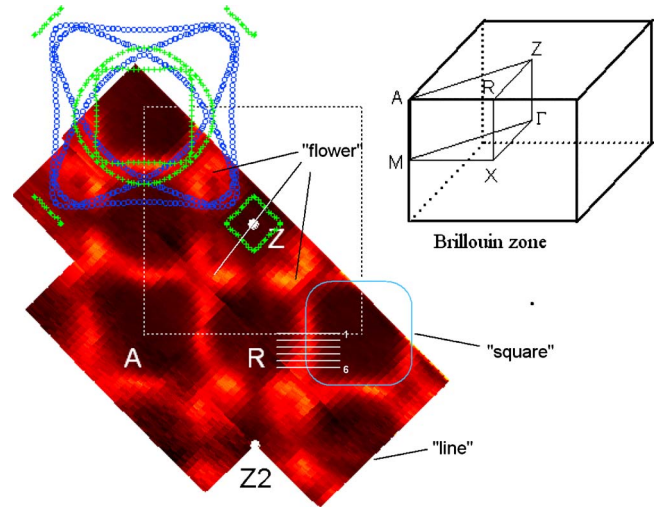 Z
A
R
Γ
M
X
Brillouin zone
"flower"
Z
1
"square"
A
R
6
"line"
Z2